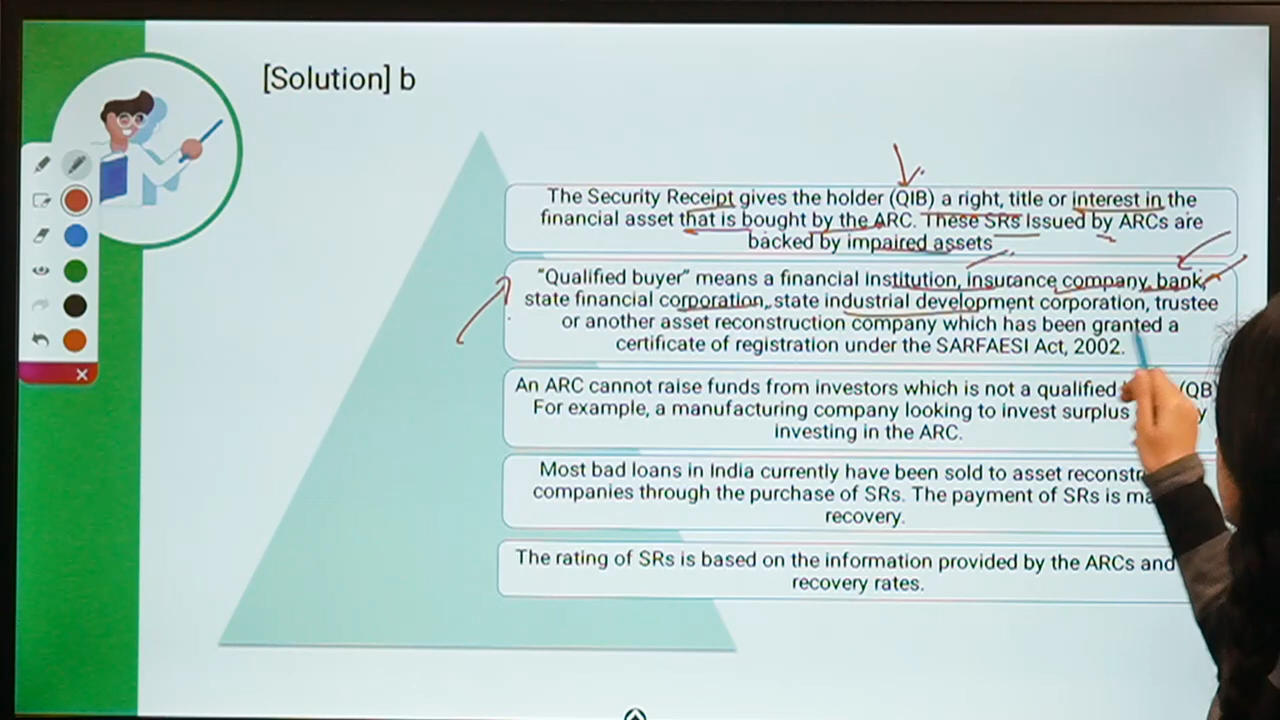 [Solution] b
The Security Receipt gives the holder (QIB) a right, title or interest in the
financial asset that is bought by the ARC. These SRs Issued by ARCs are
backed by impaired assets
“Qualified buyer” means a financial institution, insurance company, bank,
state financial corporation, state industrial development corporation, trustee
or another asset reconstruction company which has been granted a
certificate of registration under the SARFAESI Act, 2002.
An ARC cannot raise funds from investors which is not a qualified (QB)
For example, a manufacturing company looking to invest surplus
investing in the ARC.
Most bad loans in India currently have been sold to asset
companies through the purchase of SRs. The payment of SRs is
recovery.
The rating of SRs is based on the information provided by the ARCs and
recovery rates.